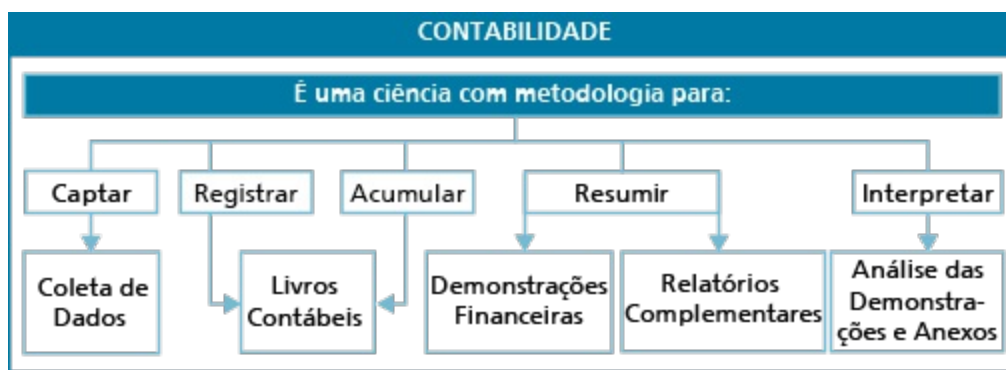 CONTABILIDADE
É uma ciência com metodologia para:
Captar
Registrar
Acumular
Resumir
Interpretar
Coleta de
Dados
Livros
Contábeis
Demonstrações
Financeiras
Relatórios
Complementares
Análise das
Demonstra-
ções e Anexos